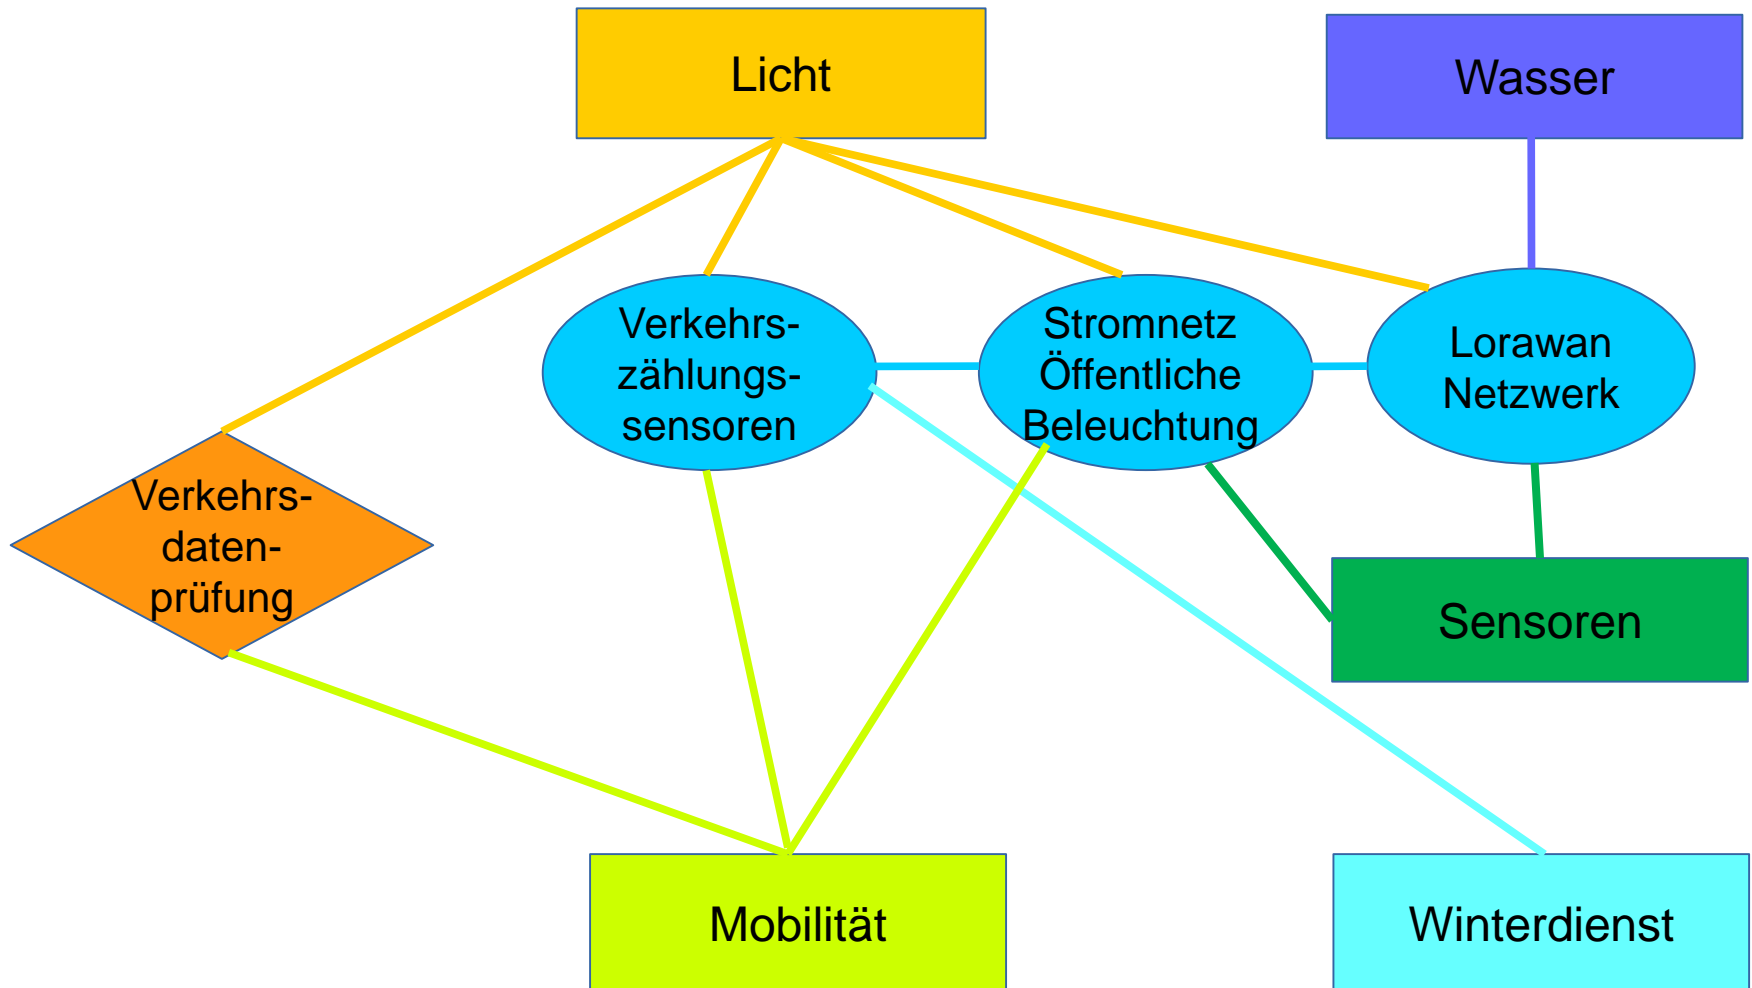 Licht
Wasser
Verkehrs-
zählungs-
sensoren
Stromnetz
Öffentliche
Beleuchtung
Lorawan
Netzwerk
Verkehrs-
daten-
prüfung
Sensoren
Mobilität
Winterdienst